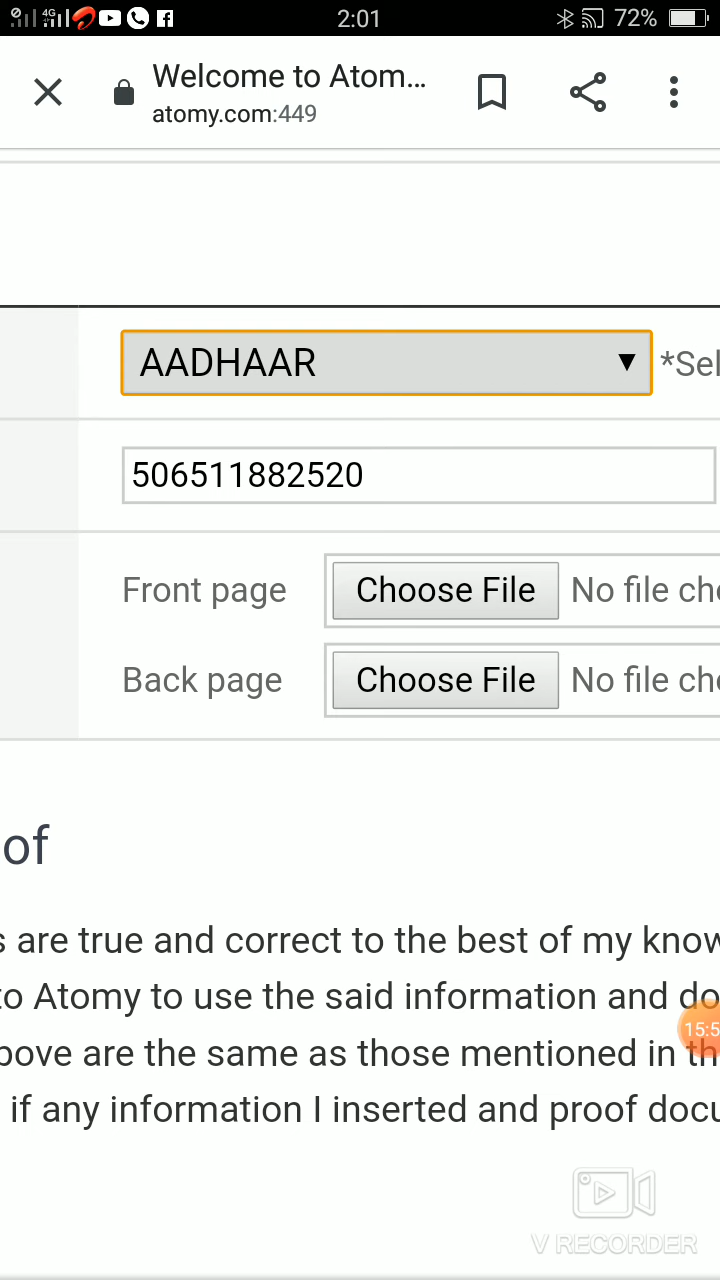 4G 2:01 72%
Welcome to Atom...
atomy.com:449
AADHAAR ▼ *Sel
506511882520
Front page Choose File No file cho
Back page Choose File No file cho
of
s are true and correct to the best of my know
to Atomy to use the said information and do
bove are the same as those mentioned in th
15:5
if any information I inserted and proof docu
V RECORDER